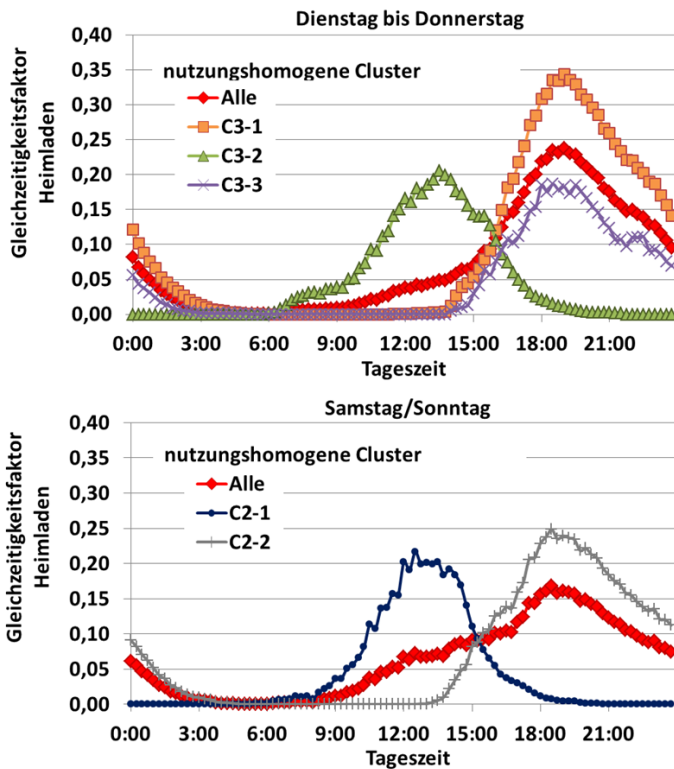 Dienstag bis Donnerstag
Gleichzeitigkeitsfaktor
Heimladen
0,40
0,35
0,30
0,25
0,20
0,15
0,10
0,05
0,00
nutzungshomogene Cluster
Alle
C3-1
C3-2
C3-3
0:00 3:00 6:00 9:00 12:00 15:00 18:00 21:00
Tageszeit
Samstag/Sonntag
Gleichzeitigkeitsfaktor
Heimladen
0,40
0,35
0,30
0,25
0,20
0,15
0,10
0,05
0,00
nutzungshomogene Cluster
Alle
C2-1
C2-2
0:00 3:00 6:00 9:00 12:00 15:00 18:00 21:00
Tageszeit